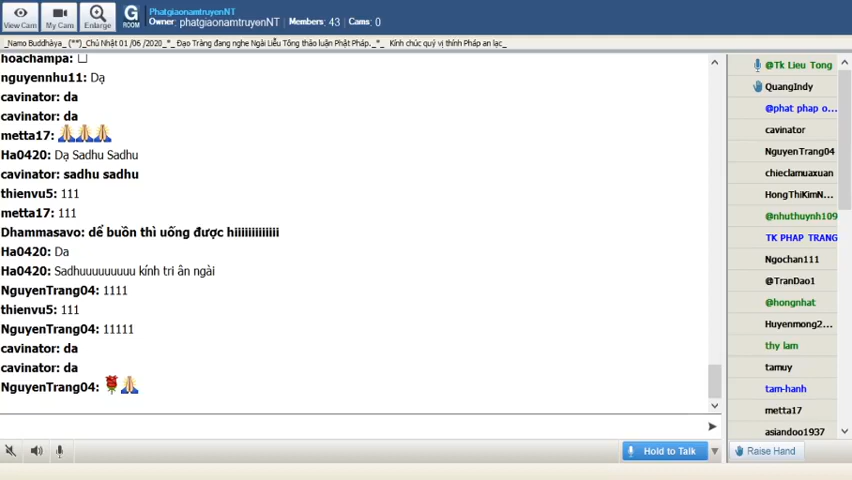 PhatgiaonamtruyenNT
Owner: phatgiaonamtruyenNT Members: 43 Cams: 0
View Cam My Cam Enlarge G ROOM
_Namo Buddhàya_ (**)_Chủ Nhật 01 /06 /2020_*_ Đạo Tràng đang nghe Ngài Liễu Tông thảo luận Phật Pháp._*_ Kính chúc quý vị thính Pháp an lạc_
hoachampa:
nguyennhu11: Dạ
cavinator: da
cavinator: da
metta17:
Ha0420: Dạ Sadhu Sadhu
cavinator: sadhu sadhu
thienvu5: 111
metta17: 111
Dhammasavo: dể buồn thì uống được hiiiiiiiiiiiii
Ha0420: Da
Ha0420: Sadhuuuuuuuuu kính tri ân ngài
NguyenTrang04: 1111
thienvu5: 111
NguyenTrang04: 11111
cavinator: da
cavinator: da
NguyenTrang04:
@Tk Lieu Tong
QuangIndy
@phat phap o...
cavinator
NguyenTrang04
chieclamuaxuan
HongThiKimN...
@nhuthuynh109
TK PHAP TRANG
Ngochan111
@TranDao1
@hongnhat
Huyenmong2...
thy lam
tamuy
tam-hanh
metta17
asiandoo1937
Hold to Talk
Raise Hand